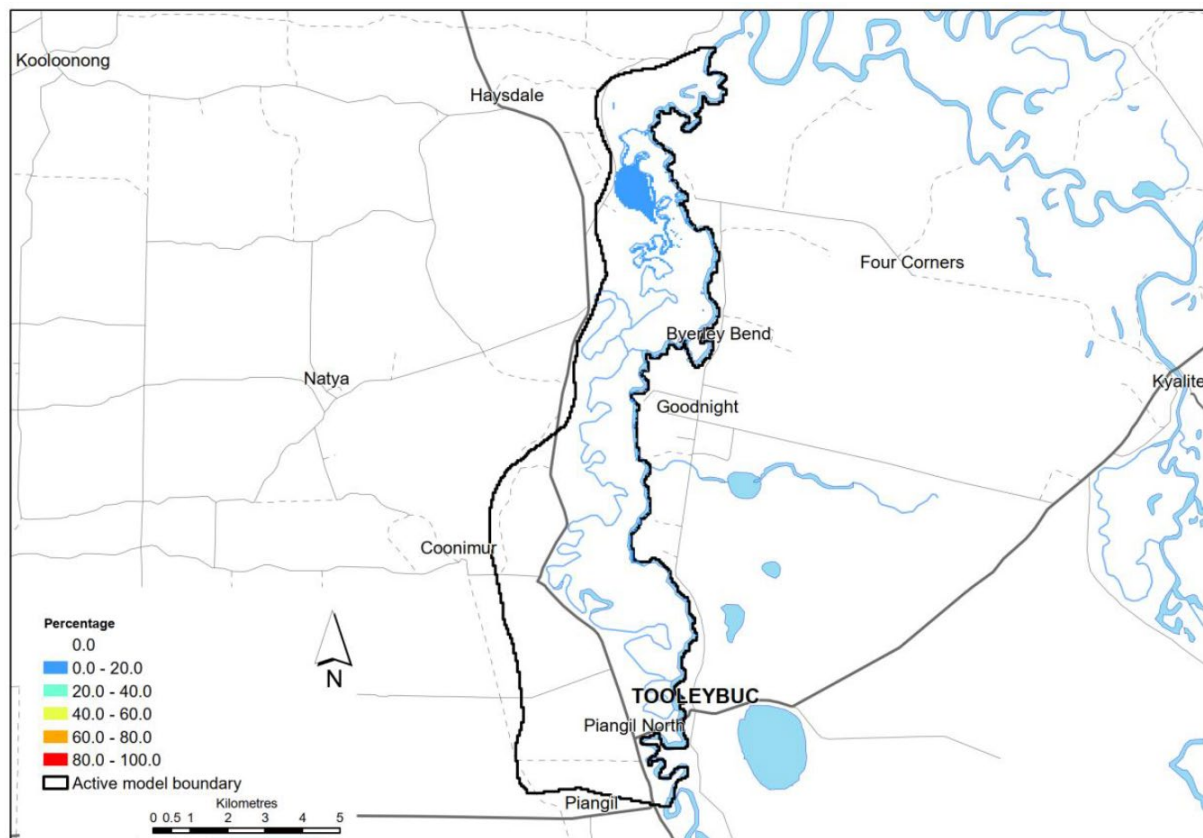 Kooloonong
Haysdale
Four Corners
Byerley Bend
Natya
Kyalite
Goodnight
Coonimur
Percentage
0.0
0.0 - 20.0
20.0 - 40.0
40.0 - 60.0
60.0 - 80.0
80.0 - 100.0
Active model boundary
N
TOOLEYBUC
Piangil North
Piangil
Kilometres
0 0.5 1 2 3 4 5